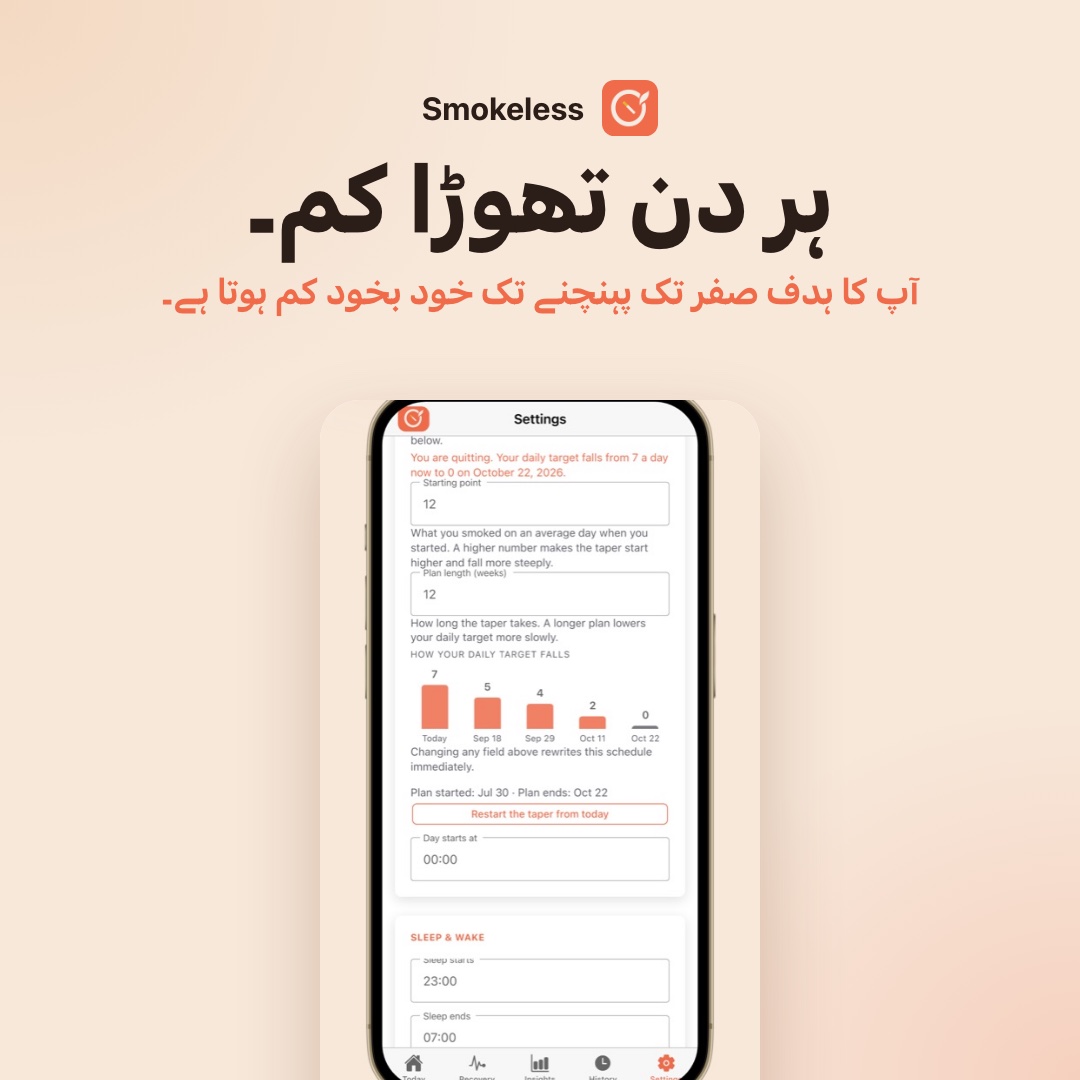 Smokeless
ہر دن تھوڑا کم۔
آپ کا ہدف صفر تک پہنچنے تک خود بخود کم ہوتا ہے۔
Settings
below.
You are quitting. Your daily target falls from 7 a day
now to 0 on October 22, 2026.
Starting point
12
What you smoked on an average day when you
started. A higher number makes the taper start
higher and fall more steeply.
Plan length (weeks)
12
How long the taper takes. A longer plan lowers
your daily target more slowly.
HOW YOUR DAILY TARGET FALLS
7 5 4 2 0
Today Sep 18 Sep 29 Oct 11 Oct 22
Changing any field above rewrites this schedule
immediately.
Plan started: Jul 30 · Plan ends: Oct 22
Restart the taper from today
Day starts at
00:00
SLEEP & WAKE
Sleep starts
23:00
Sleep ends
07:00
Today Recovery Insights History Settings